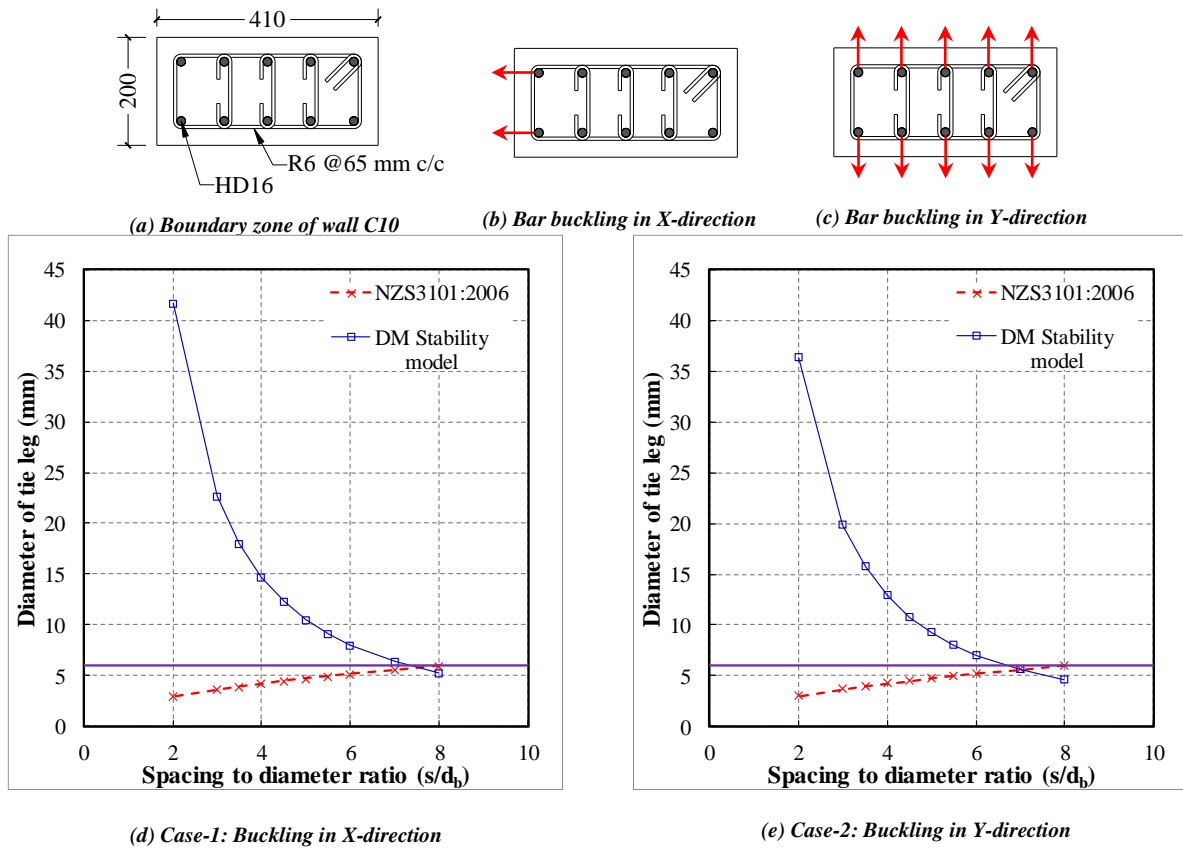 410
200
R6 @65 mm c/c
HD16
(a) Boundary zone of wall C10
(b) Bar buckling in X-direction
(c) Bar buckling in Y-direction
45
40
35
30
25
20
15
10
5
0
Diameter of tie leg (mm)
NZS3101:2006
DM Stability
model
0 2 4 6 8 10
Spacing to diameter ratio (s/db)
(d) Case-1: Buckling in X-direction
45
40
35
30
25
20
15
10
5
0
Diameter of tie leg (mm)
NZS3101:2006
DM Stability
model
0 2 4 6 8 10
Spacing to diameter ratio (s/db)
(e) Case-2: Buckling in Y-direction